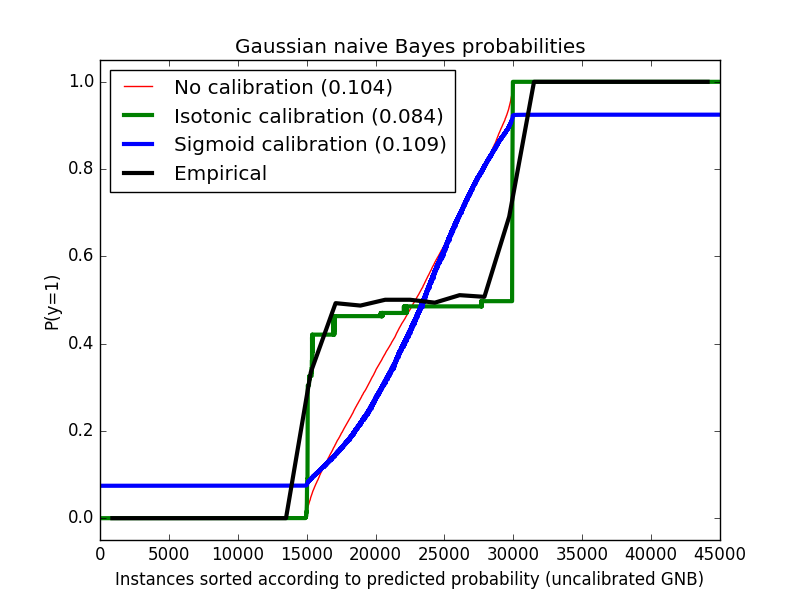 Gaussian naive Bayes probabilities
No calibration (0.104)
Isotonic calibration (0.084)
Sigmoid calibration (0.109)
Empirical
P(y=1)
1.0
0.8
0.6
0.4
0.2
0.0
0 5000 10000 15000 20000 25000 30000 35000 40000 45000
Instances sorted according to predicted probability (uncalibrated GNB)